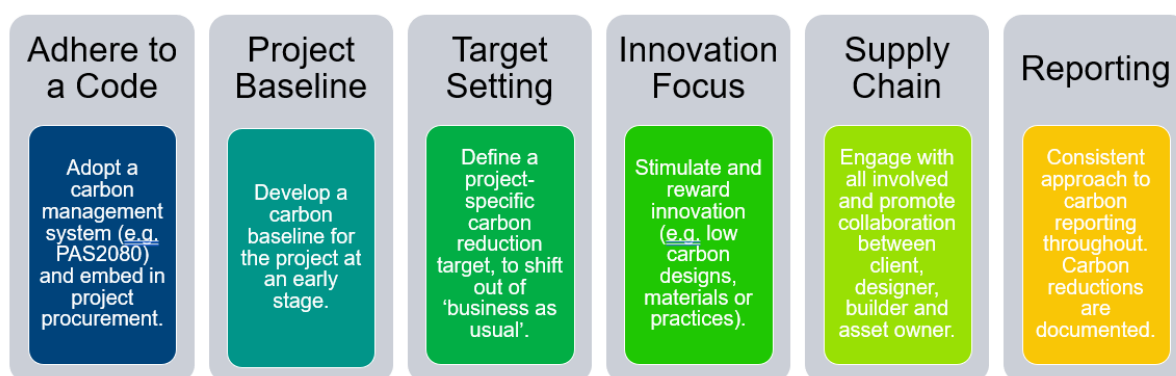 Adhere to
a Code
Adopt a
carbon
management
system (e.g.
PAS2080)
and embed in
project
procurement.
Project
Baseline
Develop a
carbon
baseline for
the project at
an early
stage.
Target
Setting
Define a
project-
specific
carbon
reduction
target, to shift
out of
‘business as
usual’.
Innovation
Focus
Stimulate and
reward
innovation
(e.g. low
carbon
designs,
materials or
practices).
Supply
Chain
Engage with
all involved
and promote
collaboration
between
client,
designer,
builder and
asset owner.
Reporting
Consistent
approach to
carbon
reporting
throughout.
Carbon
reductions
are
documented.